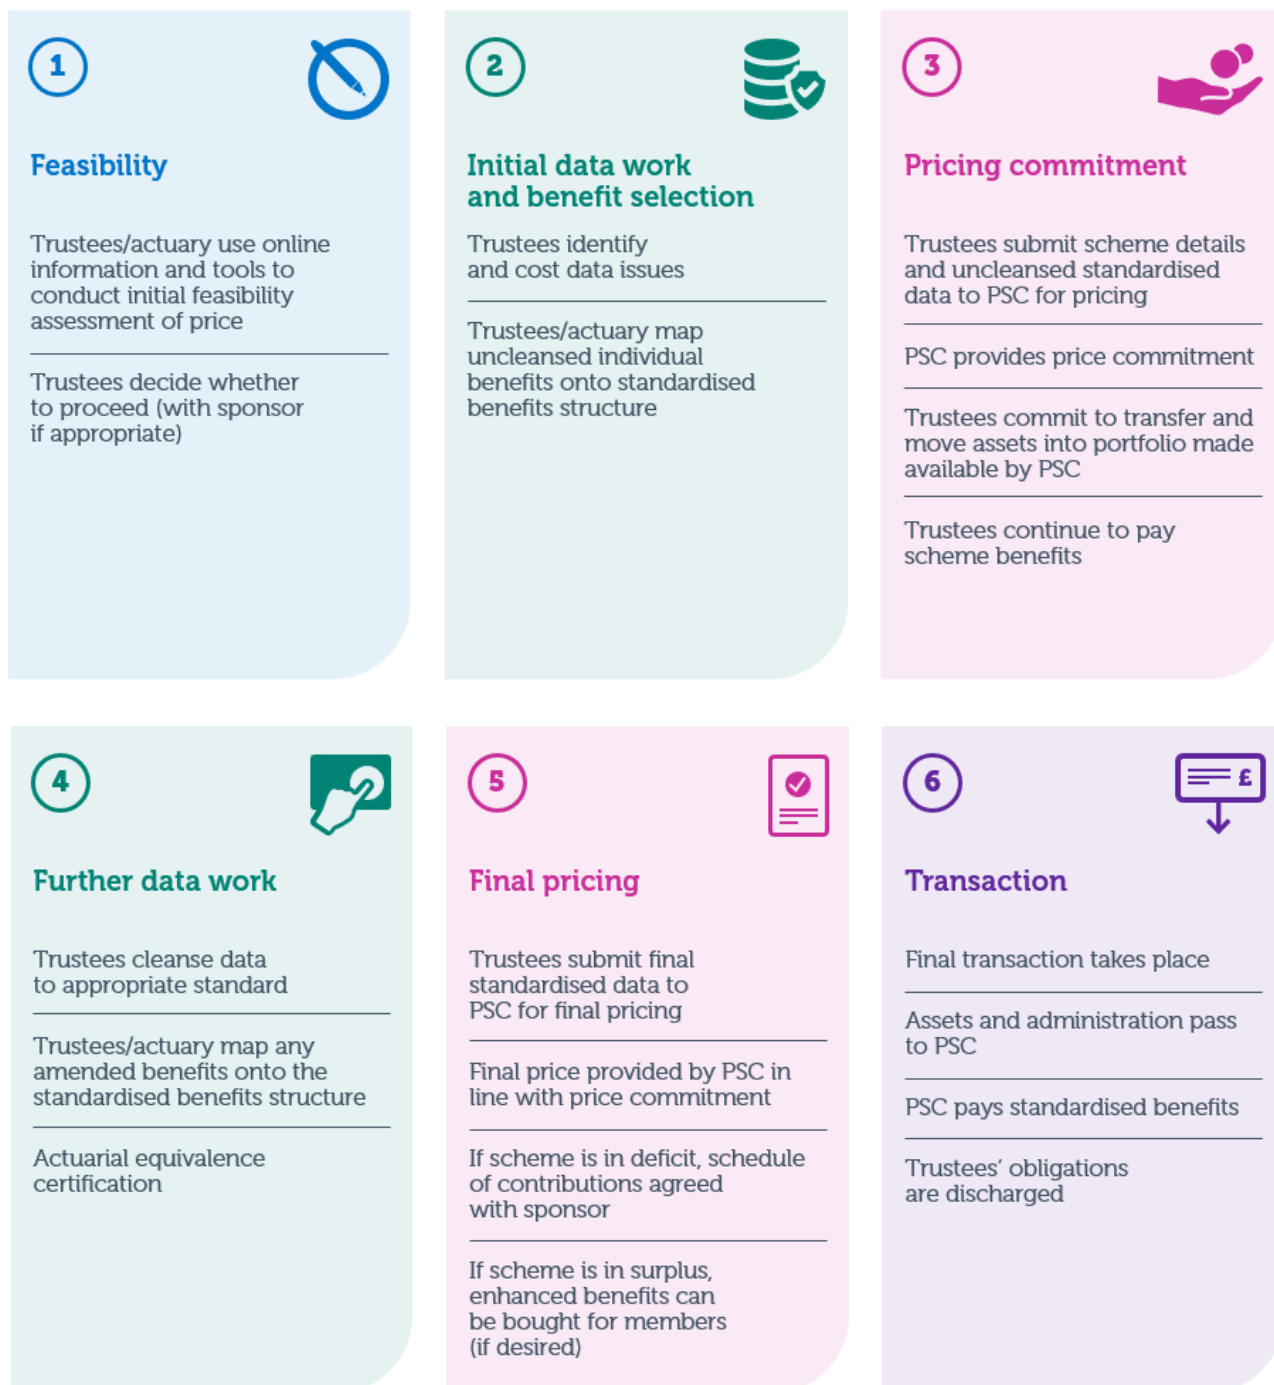 1
Feasibility
Trustees/actuary use online
information and tools to
conduct initial feasibility
assessment of price
Trustees decide whether
to proceed (with sponsor
if appropriate)
2
Initial data work
and benefit selection
Trustees identify
and cost data issues
Trustees/actuary map
uncleansed individual
benefits onto standardised
benefits structure
3
Pricing commitment
Trustees submit scheme details
and uncleansed standardised
data to PSC for pricing
PSC provides price commitment
Trustees commit to transfer and
move assets into portfolio made
available by PSC
Trustees continue to pay
scheme benefits
4
Further data work
Trustees cleanse data
to appropriate standard
Trustees/actuary map any
amended benefits onto the
standardised benefits structure
Actuarial equivalence
certification
5
Final pricing
Trustees submit final
standardised data to
PSC for final pricing
Final price provided by PSC in
line with price commitment
If scheme is in deficit, schedule
of contributions agreed
with sponsor
If scheme is in surplus,
enhanced benefits can
be bought for members
(if desired)
6
£
Transaction
Final transaction takes place
Assets and administration pass
to PSC
PSC pays standardised benefits
Trustees’ obligations
are discharged